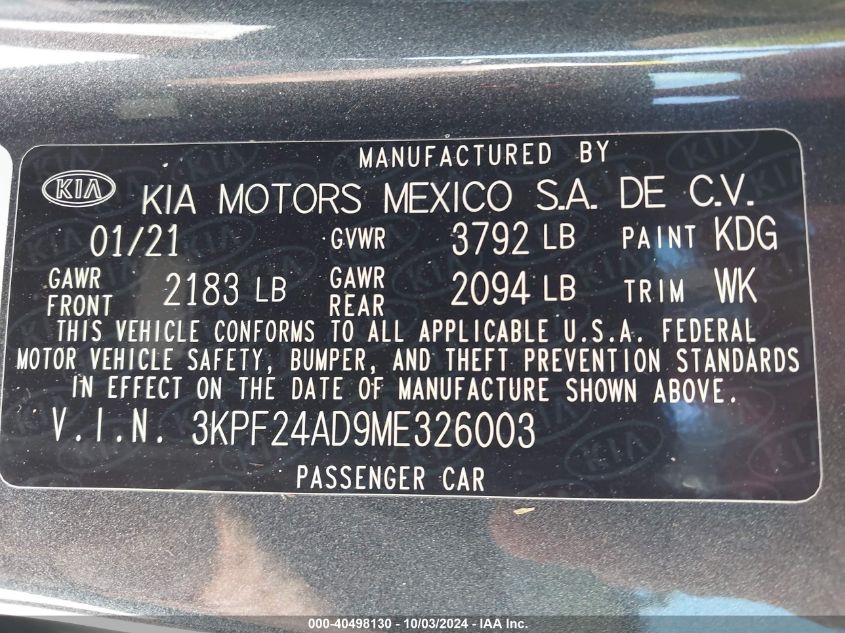 MANUFACTURED BY
KIA KIA MOTORS MEXICO S.A. DE C.V.
01/21 GVWR 3792 LB PAINT KDG
GAWR FRONT 2183 LB GAWR REAR 2094 LB TRIM WK
THIS VEHICLE CONFORMS TO ALL APPLICABLE U.S.A. FEDERAL
MOTOR VEHICLE SAFETY, BUMPER, AND THEFT PREVENTION STANDARDS
IN EFFECT ON THE DATE OF MANUFACTURE SHOWN ABOVE.
V.I.N. 3KPF24AD9ME326003
PASSENGER CAR
000-40498130 - 10/03/2024 - IAA Inc.